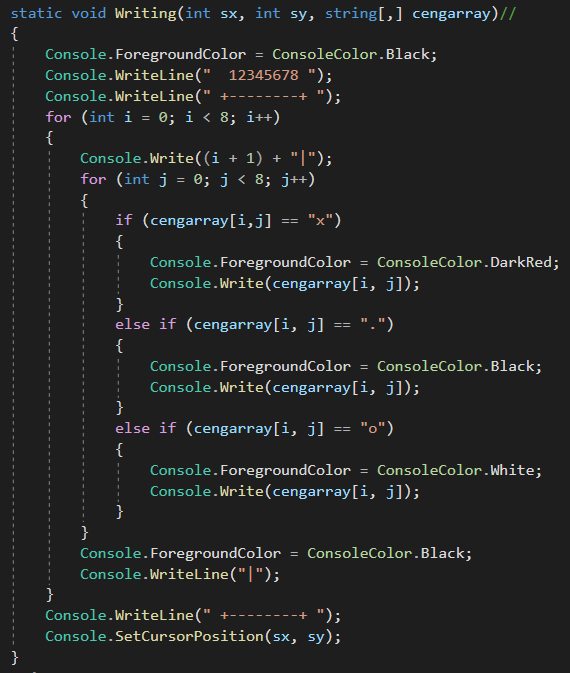 static void Writing(int sx, int sy, string[,] cengarray)//
{
    Console.ForegroundColor = ConsoleColor.Black;
    Console.WriteLine("  12345678 ");
    Console.WriteLine(" +--------+ ");
    for (int i = 0; i < 8; i++)
    {
        Console.Write((i + 1) + "|");
        for (int j = 0; j < 8; j++)
        {
            if (cengarray[i,j] == "x")
            {
                Console.ForegroundColor = ConsoleColor.DarkRed;
                Console.Write(cengarray[i, j]);
            }
            else if (cengarray[i, j] == ".")
            {
                Console.ForegroundColor = ConsoleColor.Black;
                Console.Write(cengarray[i, j]);
            }
            else if (cengarray[i, j] == "o")
            {
                Console.ForegroundColor = ConsoleColor.White;
                Console.Write(cengarray[i, j]);
            }
        }
        Console.ForegroundColor = ConsoleColor.Black;
        Console.WriteLine("|");
    }
    Console.WriteLine(" +--------+ ");
    Console.SetCursorPosition(sx, sy);
}